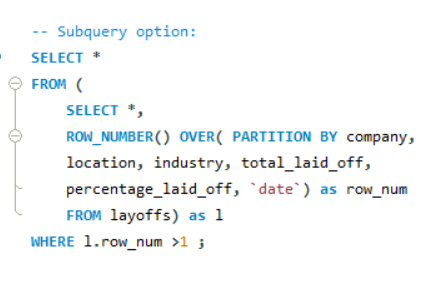 -- Subquery option:
SELECT *
FROM (
SELECT *,
ROW_NUMBER() OVER( PARTITION BY company,
location, industry, total_laid_off,
percentage_laid_off, `date`) as row_num
FROM layoffs) as l
WHERE l.row_num >1 ;